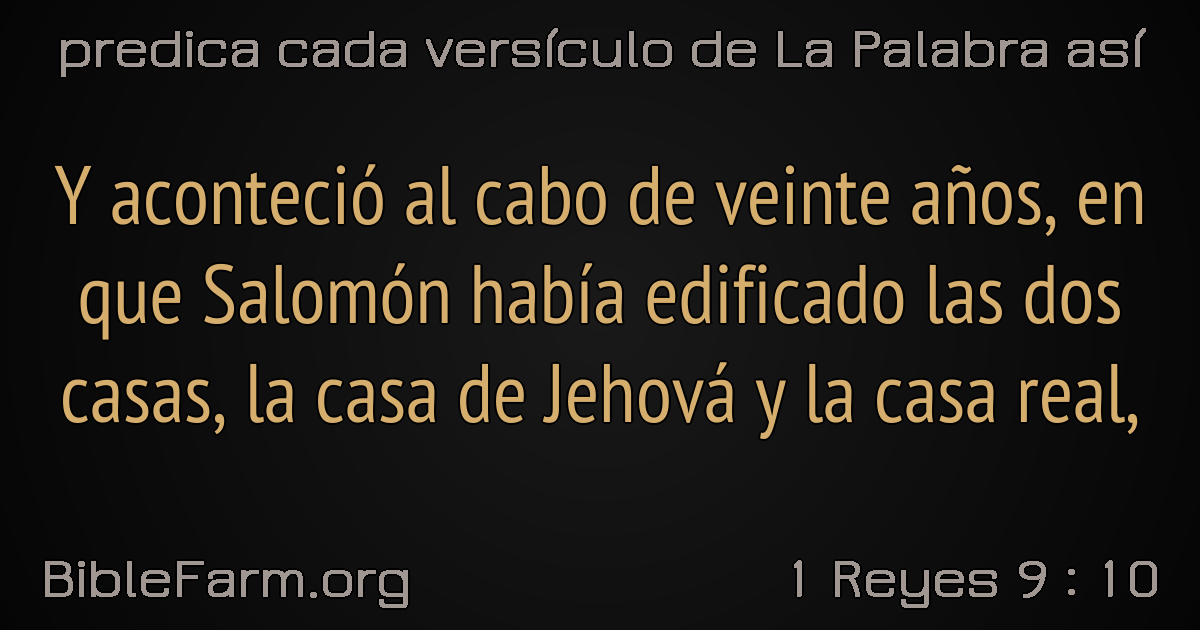 predica cada versículo de La Palabra así
Y aconteció al cabo de veinte años, en
que Salomón había edificado las dos
casas, la casa de Jehová y la casa real,
BibleFarm.org
1 Reyes 9 : 10